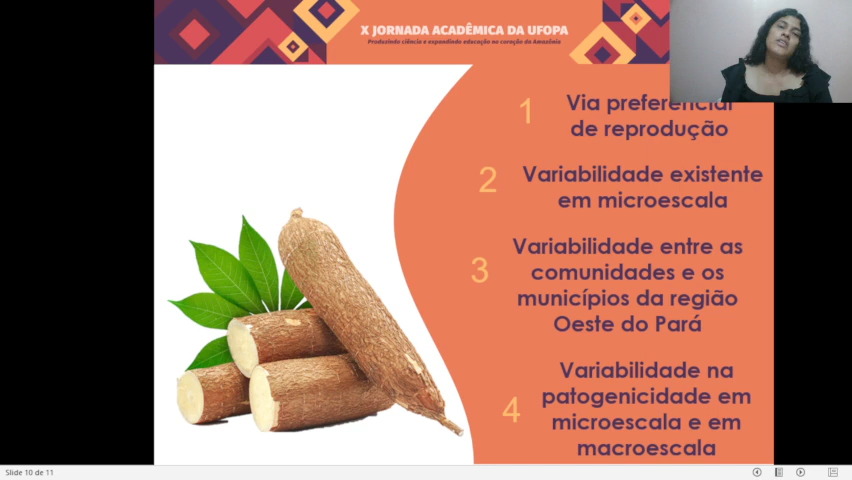 X JORNADA ACADÊMICA DA UFOPA
Produzindo ciência e expandindo educação no coração da Amazônia
1
Via preferencial
de reprodução
2
Variabilidade existente
em microescala
3
Variabilidade entre as
comunidades e os
municípios da região
Oeste do Pará
4
Variabilidade na
patogenicidade em
microescala e em
macroescala
Slide 10 de 11